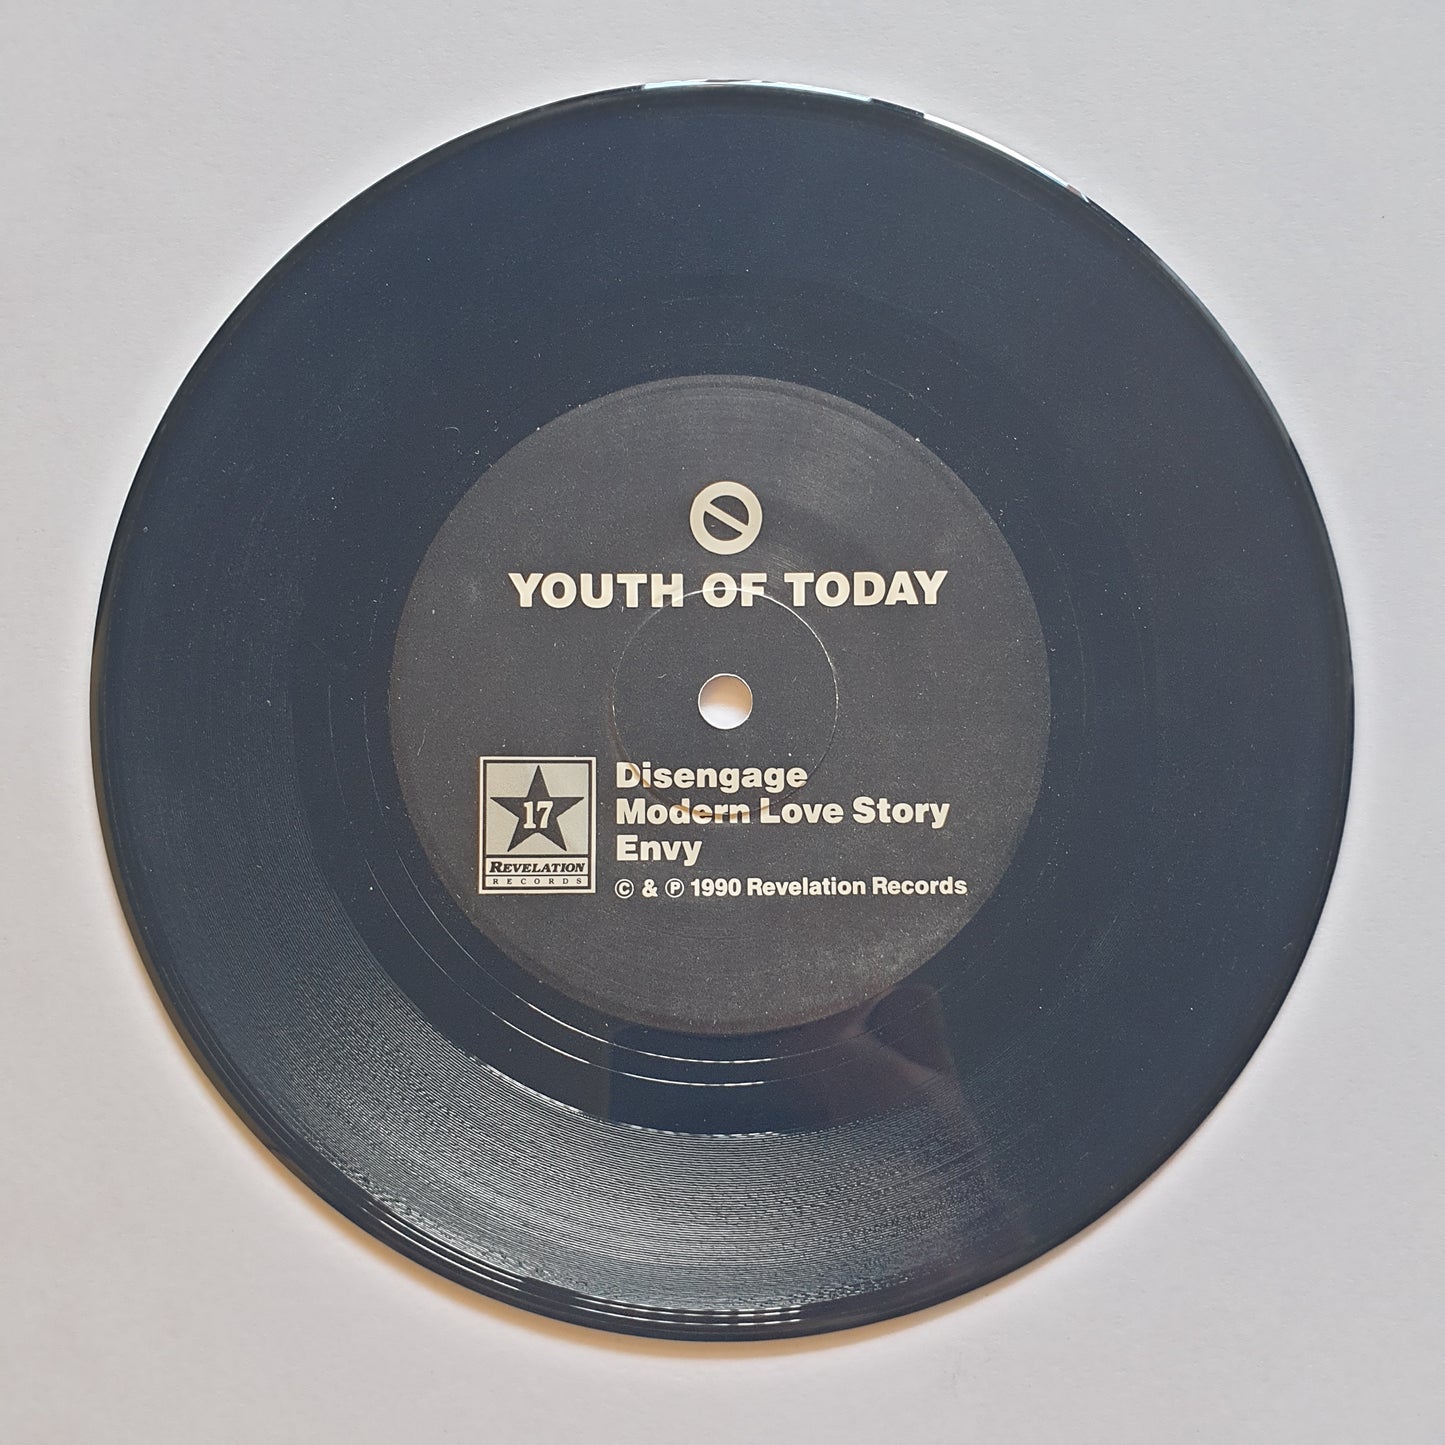 YOUTH OF TODAY
17
REVELATION
RECORDS
Disengage
Modern Love Story
Envy
© & ℗ 1990 Revelation Records